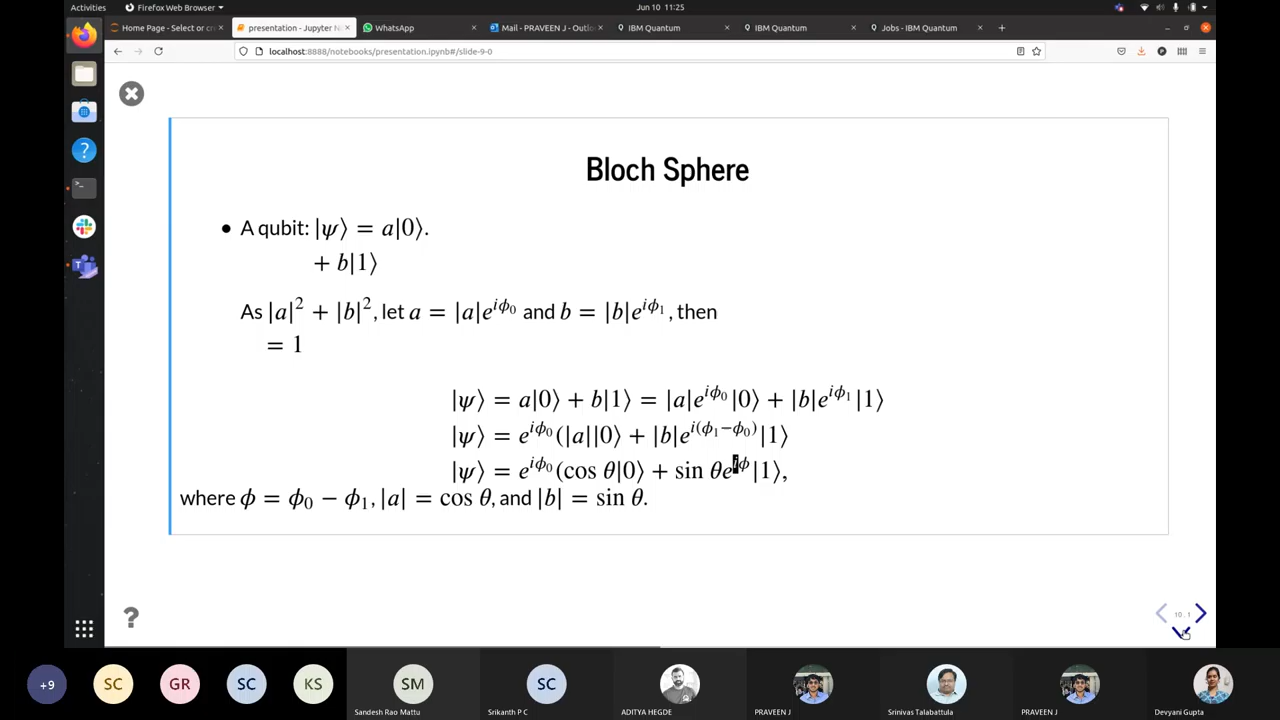 Activities
Firefox Web Browser
Jun 10 11:25
Home Page - Select or cr
presentation - Jupyter N
WhatsApp
Mail - PRAVEEN J - Outlo
IBM Quantum
IBM Quantum
Jobs - IBM Quantum
localhost:8888/notebooks/presentation.ipynb#/slide-9-0
Bloch Sphere
• A qubit: |ψ⟩ = a|0⟩.
+ b|1⟩
As |a|² + |b|², let a = |a|e^{iϕ₀} and b = |b|e^{iϕ₁}, then
= 1
|ψ⟩ = a|0⟩ + b|1⟩ = |a|e^{iϕ₀}|0⟩ + |b|e^{iϕ₁}|1⟩
|ψ⟩ = e^{iϕ₀}(|a||0⟩ + |b|e^{i(ϕ₁−ϕ₀)}|1⟩
|ψ⟩ = e^{iϕ₀}(cos θ|0⟩ + sin θe^{iϕ}|1⟩,
where ϕ = ϕ₀ − ϕ₁, |a| = cos θ, and |b| = sin θ.
?
10.1
+9
SC
GR
SC
KS
SM
SC
Sandesh Rao Mattu
Srikanth P C
ADITYA HEGDE
PRAVEEN J
Srinivas Talabattula
PRAVEEN J
Devyani Gupta